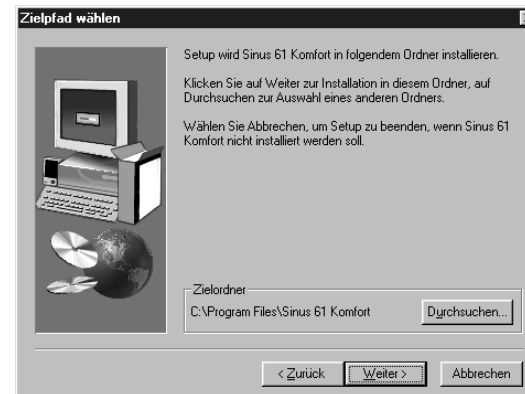 Zielpfad wählen
Setup wird Sinus 61 Komfort in folgendem Ordner installieren.
Klicken Sie auf Weiter zur Installation in diesem Ordner, auf
Durchsuchen zur Auswahl eines anderen Ordners.
Wählen Sie Abbrechen, um Setup zu beenden, wenn Sinus 61
Komfort nicht installiert werden soll.
Zielordner
C:\Program Files\Sinus 61 Komfort
Durchsuchen...
< Zurück
Weiter >
Abbrechen